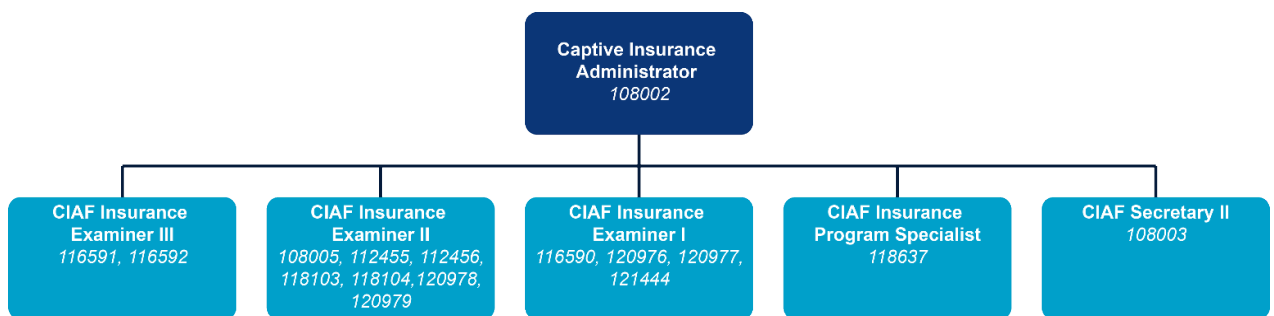 Captive Insurance
Administrator
108002
CIAF Insurance
Examiner III
116591, 116592
CIAF Insurance
Examiner II
108005, 112455, 112456,
118103, 118104,120978,
120979
CIAF Insurance
Examiner I
116590, 120976, 120977,
121444
CIAF Insurance
Program Specialist
118637
CIAF Secretary II
108003